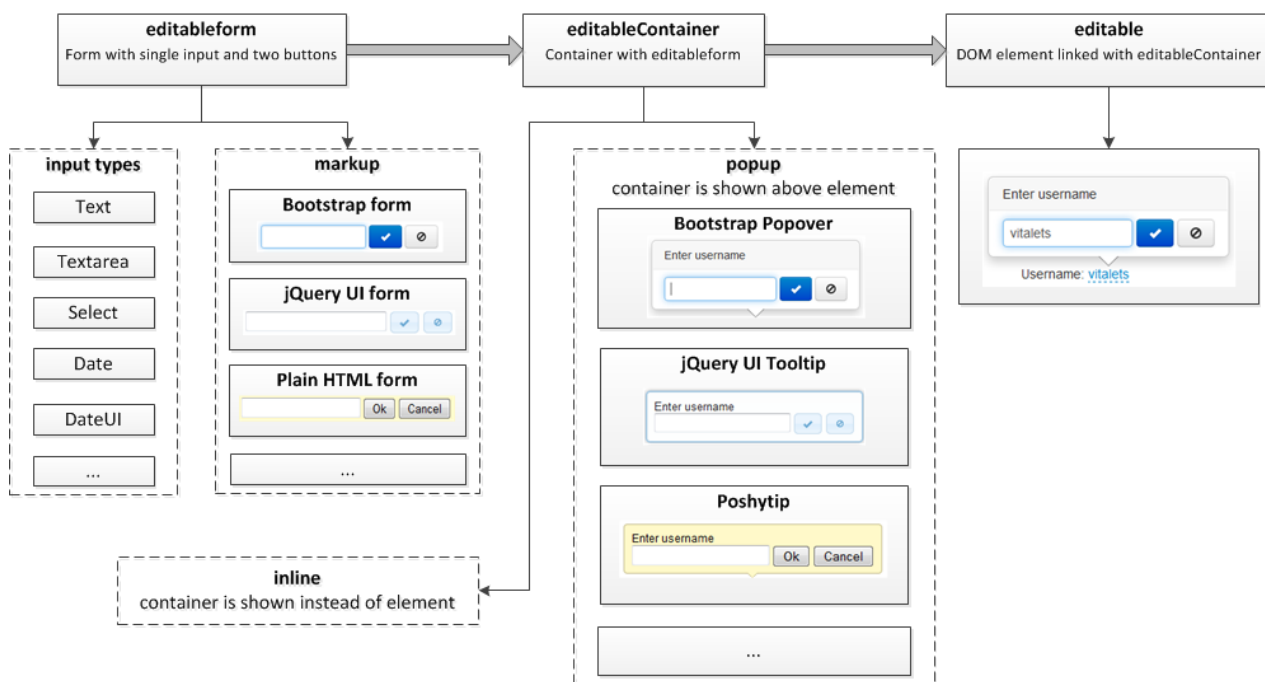 editableform
Form with single input and two buttons
editableContainer
Container with editableform
editable
DOM element linked with editableContainer
input types
Text
Textarea
Select
Date
DateUI
...
markup
Bootstrap form
jQuery UI form
Plain HTML form
Ok Cancel
...
inline
container is shown instead of element
popup
container is shown above element
Bootstrap Popover
Enter username
jQuery UI Tooltip
Enter username
Poshytip
Enter username
Ok Cancel
...
Enter username
vitalets
Username: vitalets